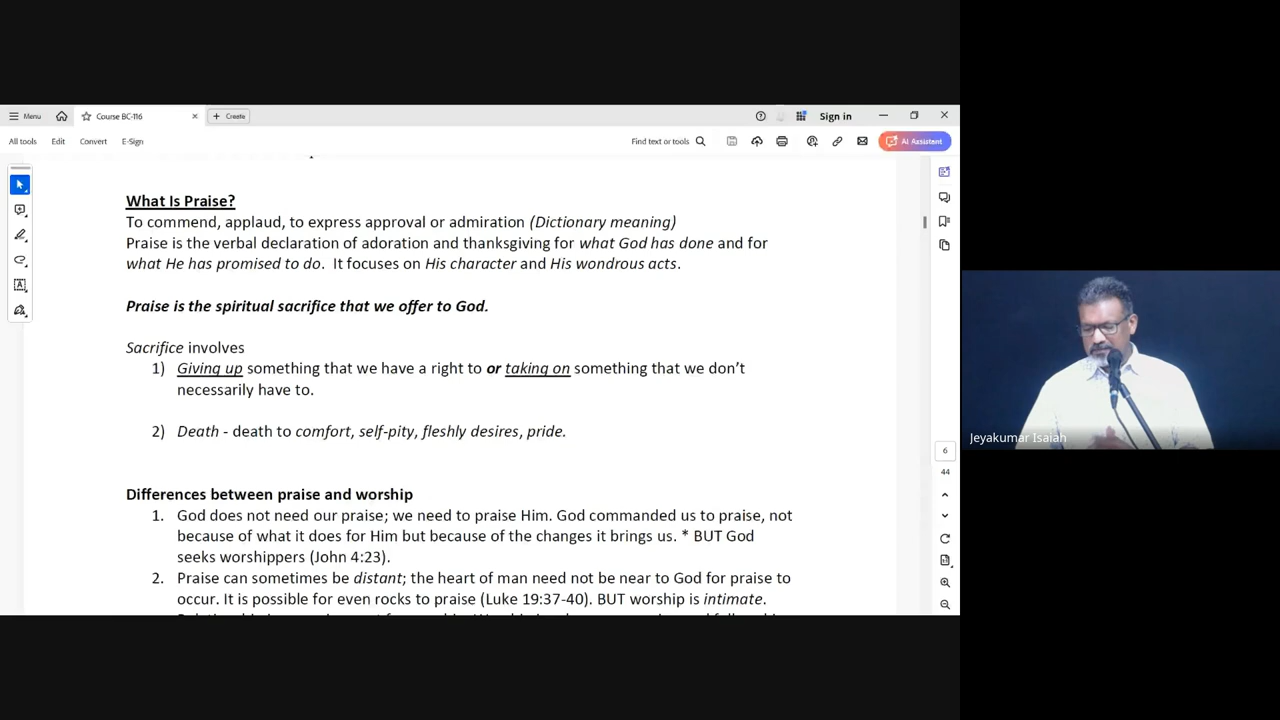 Menu
Course BC-116
Create
Sign in
All tools
Edit
Convert
E-Sign
Find text or tools
AI Assistant
What Is Praise?
To commend, applaud, to express approval or admiration (Dictionary meaning)
Praise is the verbal declaration of adoration and thanksgiving for what God has done and for
what He has promised to do. It focuses on His character and His wondrous acts.
Praise is the spiritual sacrifice that we offer to God.
Sacrifice involves
1) Giving up something that we have a right to or taking on something that we don’t
necessarily have to.
2) Death - death to comfort, self-pity, fleshly desires, pride.
Differences between praise and worship
1. God does not need our praise; we need to praise Him. God commanded us to praise, not
because of what it does for Him but because of the changes it brings us. * BUT God
seeks worshippers (John 4:23).
2. Praise can sometimes be distant; the heart of man need not be near to God for praise to
occur. It is possible for even rocks to praise (Luke 19:37-40). BUT worship is intimate.
6
44
Jeyakumar Isaiah